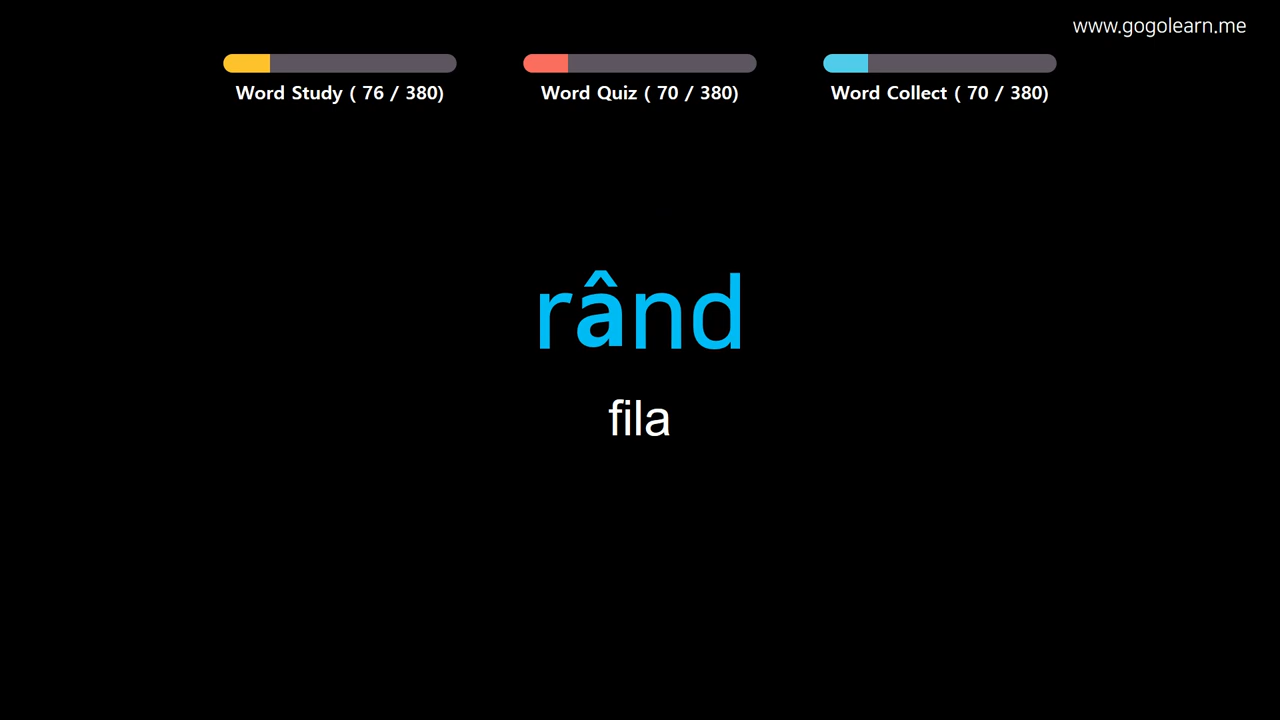 www.gogolearn.me
Word Study ( 76 / 380)
Word Quiz ( 70 / 380)
Word Collect ( 70 / 380)
rând
fila